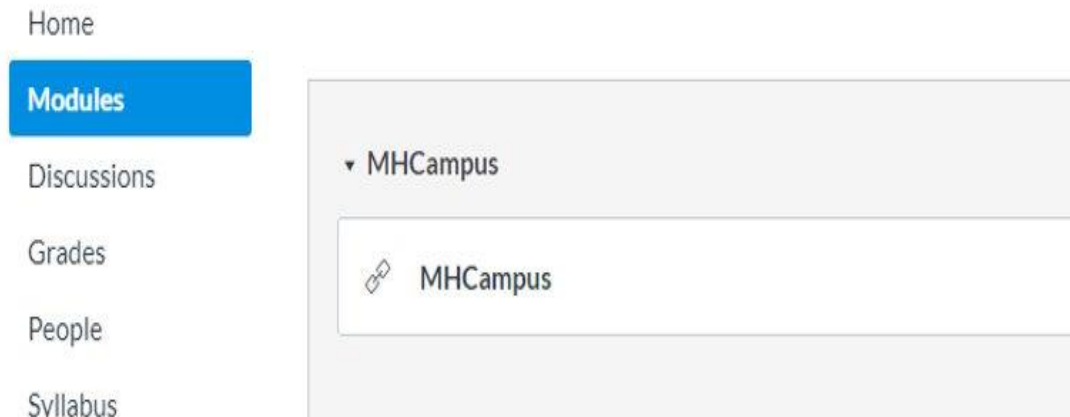 Home
Modules
Discussions
Grades
People
Syllabus
MHCampus
MHCampus